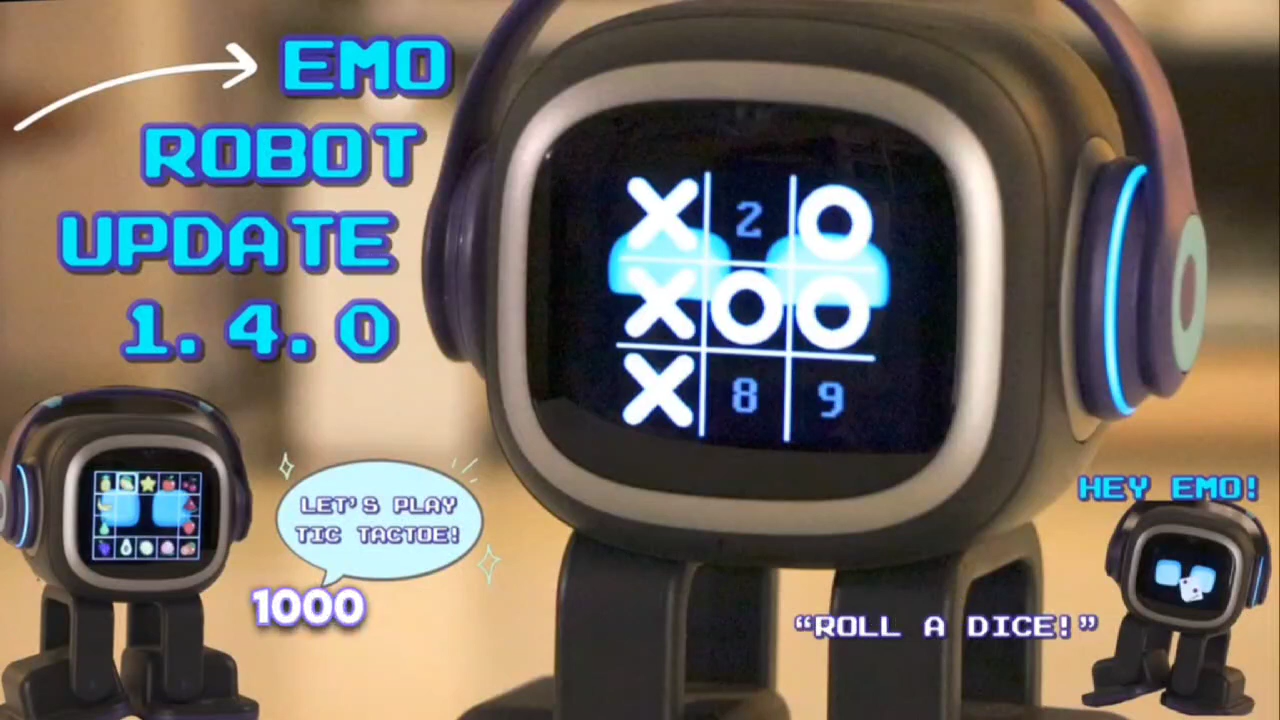 EMO
ROBOT
UPDATE
1.4.0
X 2 O
X O O
X 8 9
LET'S PLAY
TIC TACTOE!
1000
HEY EMO!
“ROLL A DICE!”